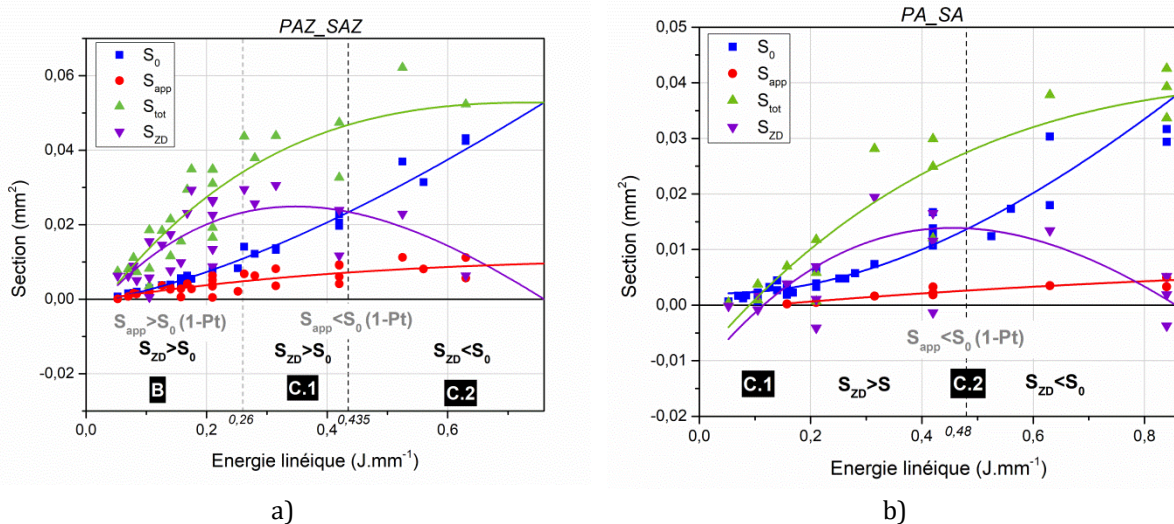 PAZ_SAZ
a)
S0
Sapp
Stot
SZD
Section (mm²)
0,06
0,04
0,02
0,00
-0,02
Sapp>S0 (1-Pt)
Sapp<S0 (1-Pt)
SZD>S0
SZD>S0
SZD<S0
B
C.1
C.2
0,26
0,435
0,0
0,2
0,4
0,6
Energie linéique (J.mm⁻¹)
a)
PA_SA
b)
S0
Sapp
Stot
SZD
Section (mm²)
0,05
0,04
0,03
0,02
0,01
0,00
-0,01
-0,02
Sapp<S0 (1-Pt)
C.1
SZD>S
C.2
SZD<S0
0,48
0,0
0,2
0,4
0,6
0,8
Energie linéique (J.mm⁻¹)
b)